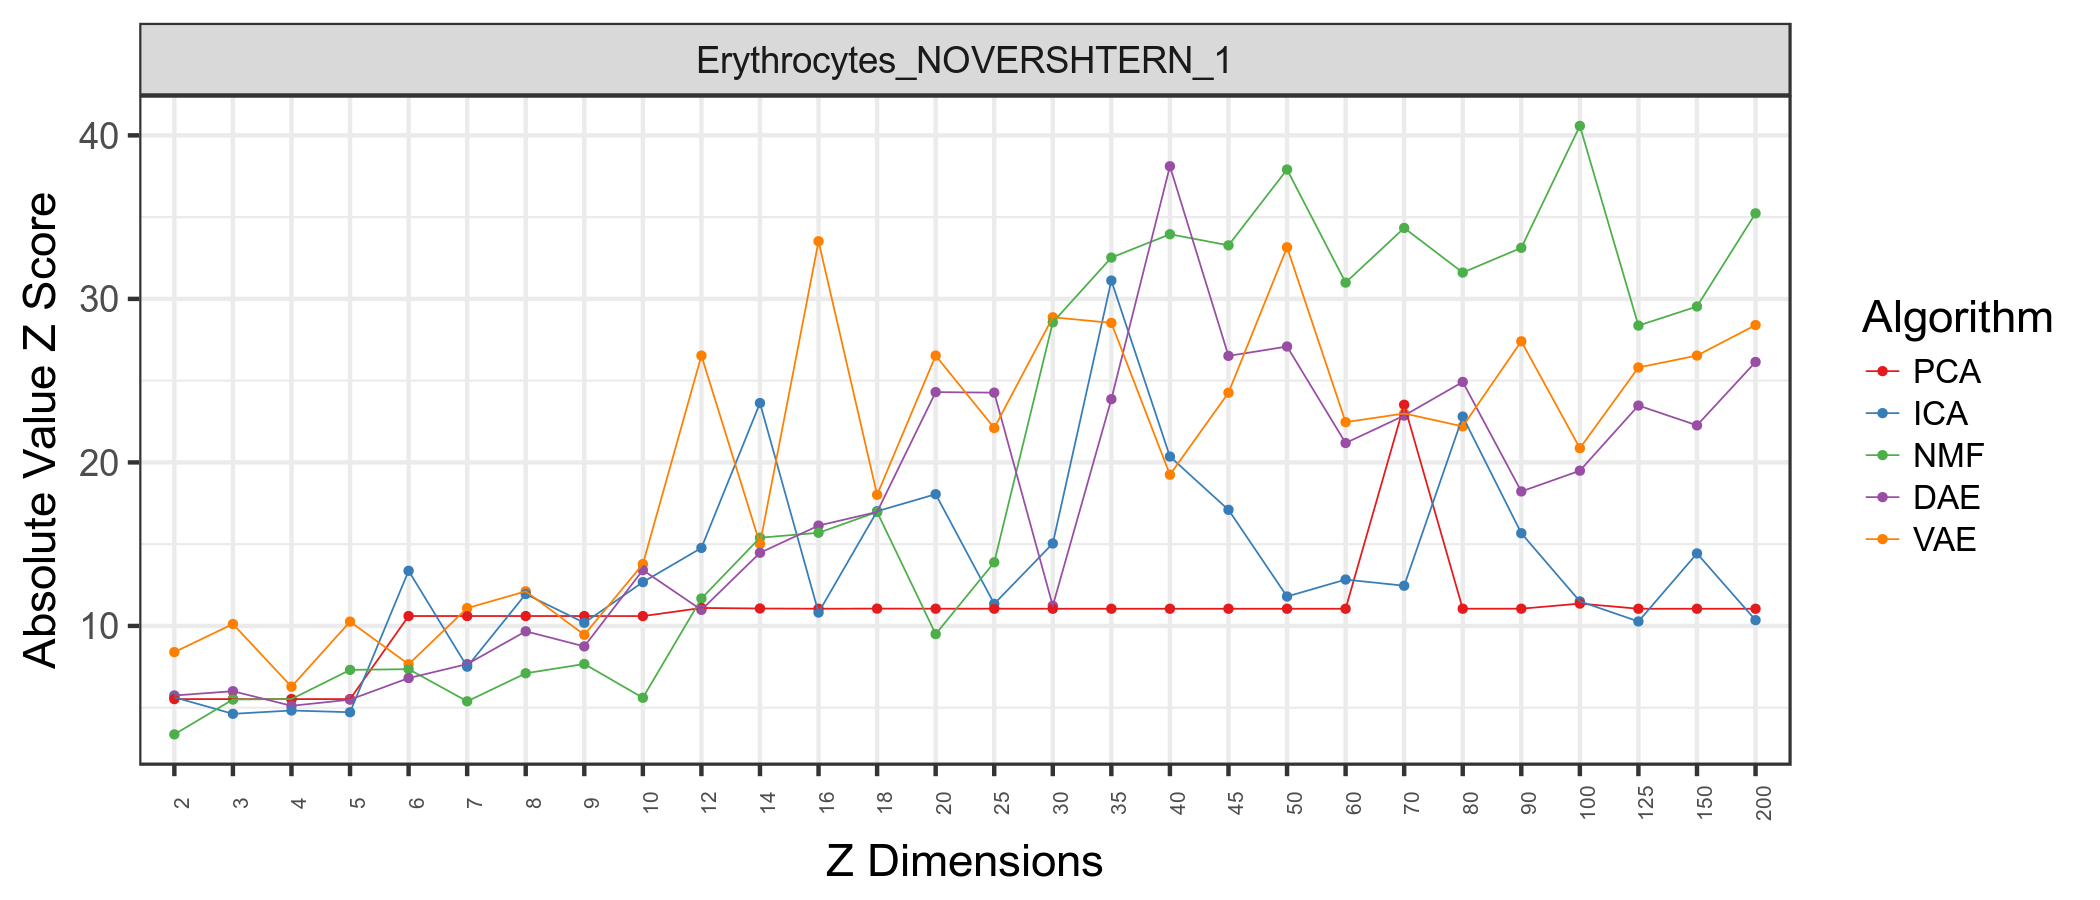 Erythrocytes_NOVERSHTERN_1
Absolute Value Z Score
40
30
20
10
2 3 4 5 6 7 8 9 10 12 14 16 18 20 25 30 35 40 45 50 60 70 80 90 100 125 150 200
Z Dimensions
Algorithm
PCA
ICA
NMF
DAE
VAE